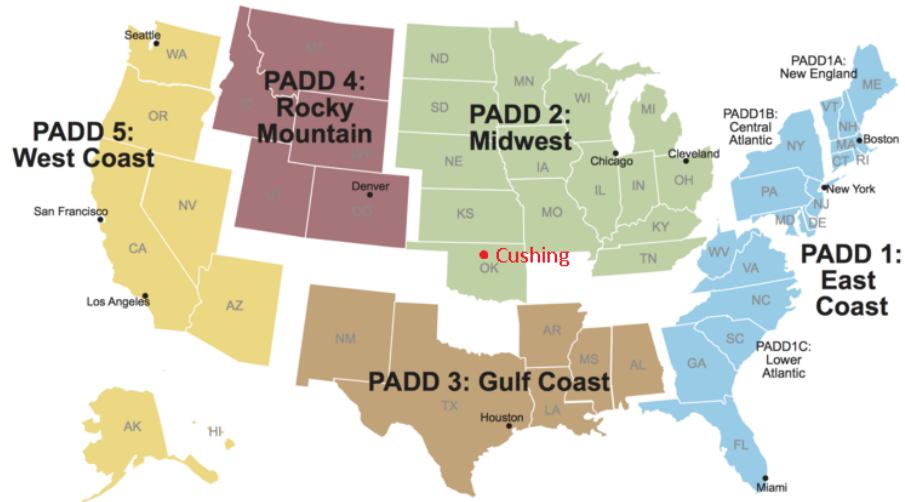 Seattle
WA
OR
PADD 5:
West Coast
San Francisco
NV
CA
Los Angeles
AZ
AK
HI
MT
ID
PADD 4:
Rocky
Mountain
WY
UT
Denver
CO
ND
MN
SD
WI
MI
PADD 2:
Midwest
NE
IA
Chicago
Cleveland
IL
IN
OH
KS
MO
KY
Cushing
OK
TN
NM
AR
MS
AL
PADD 3: Gulf Coast
TX
LA
Houston
PADD1A:
New England
ME
VT
NH
PADD1B:
Central
Atlantic
NY
MA
Boston
CT
RI
PA
New York
NJ
MD
DE
PADD 1:
East
Coast
WV
VA
NC
SC
PADD1C:
Lower
Atlantic
GA
FL
Miami